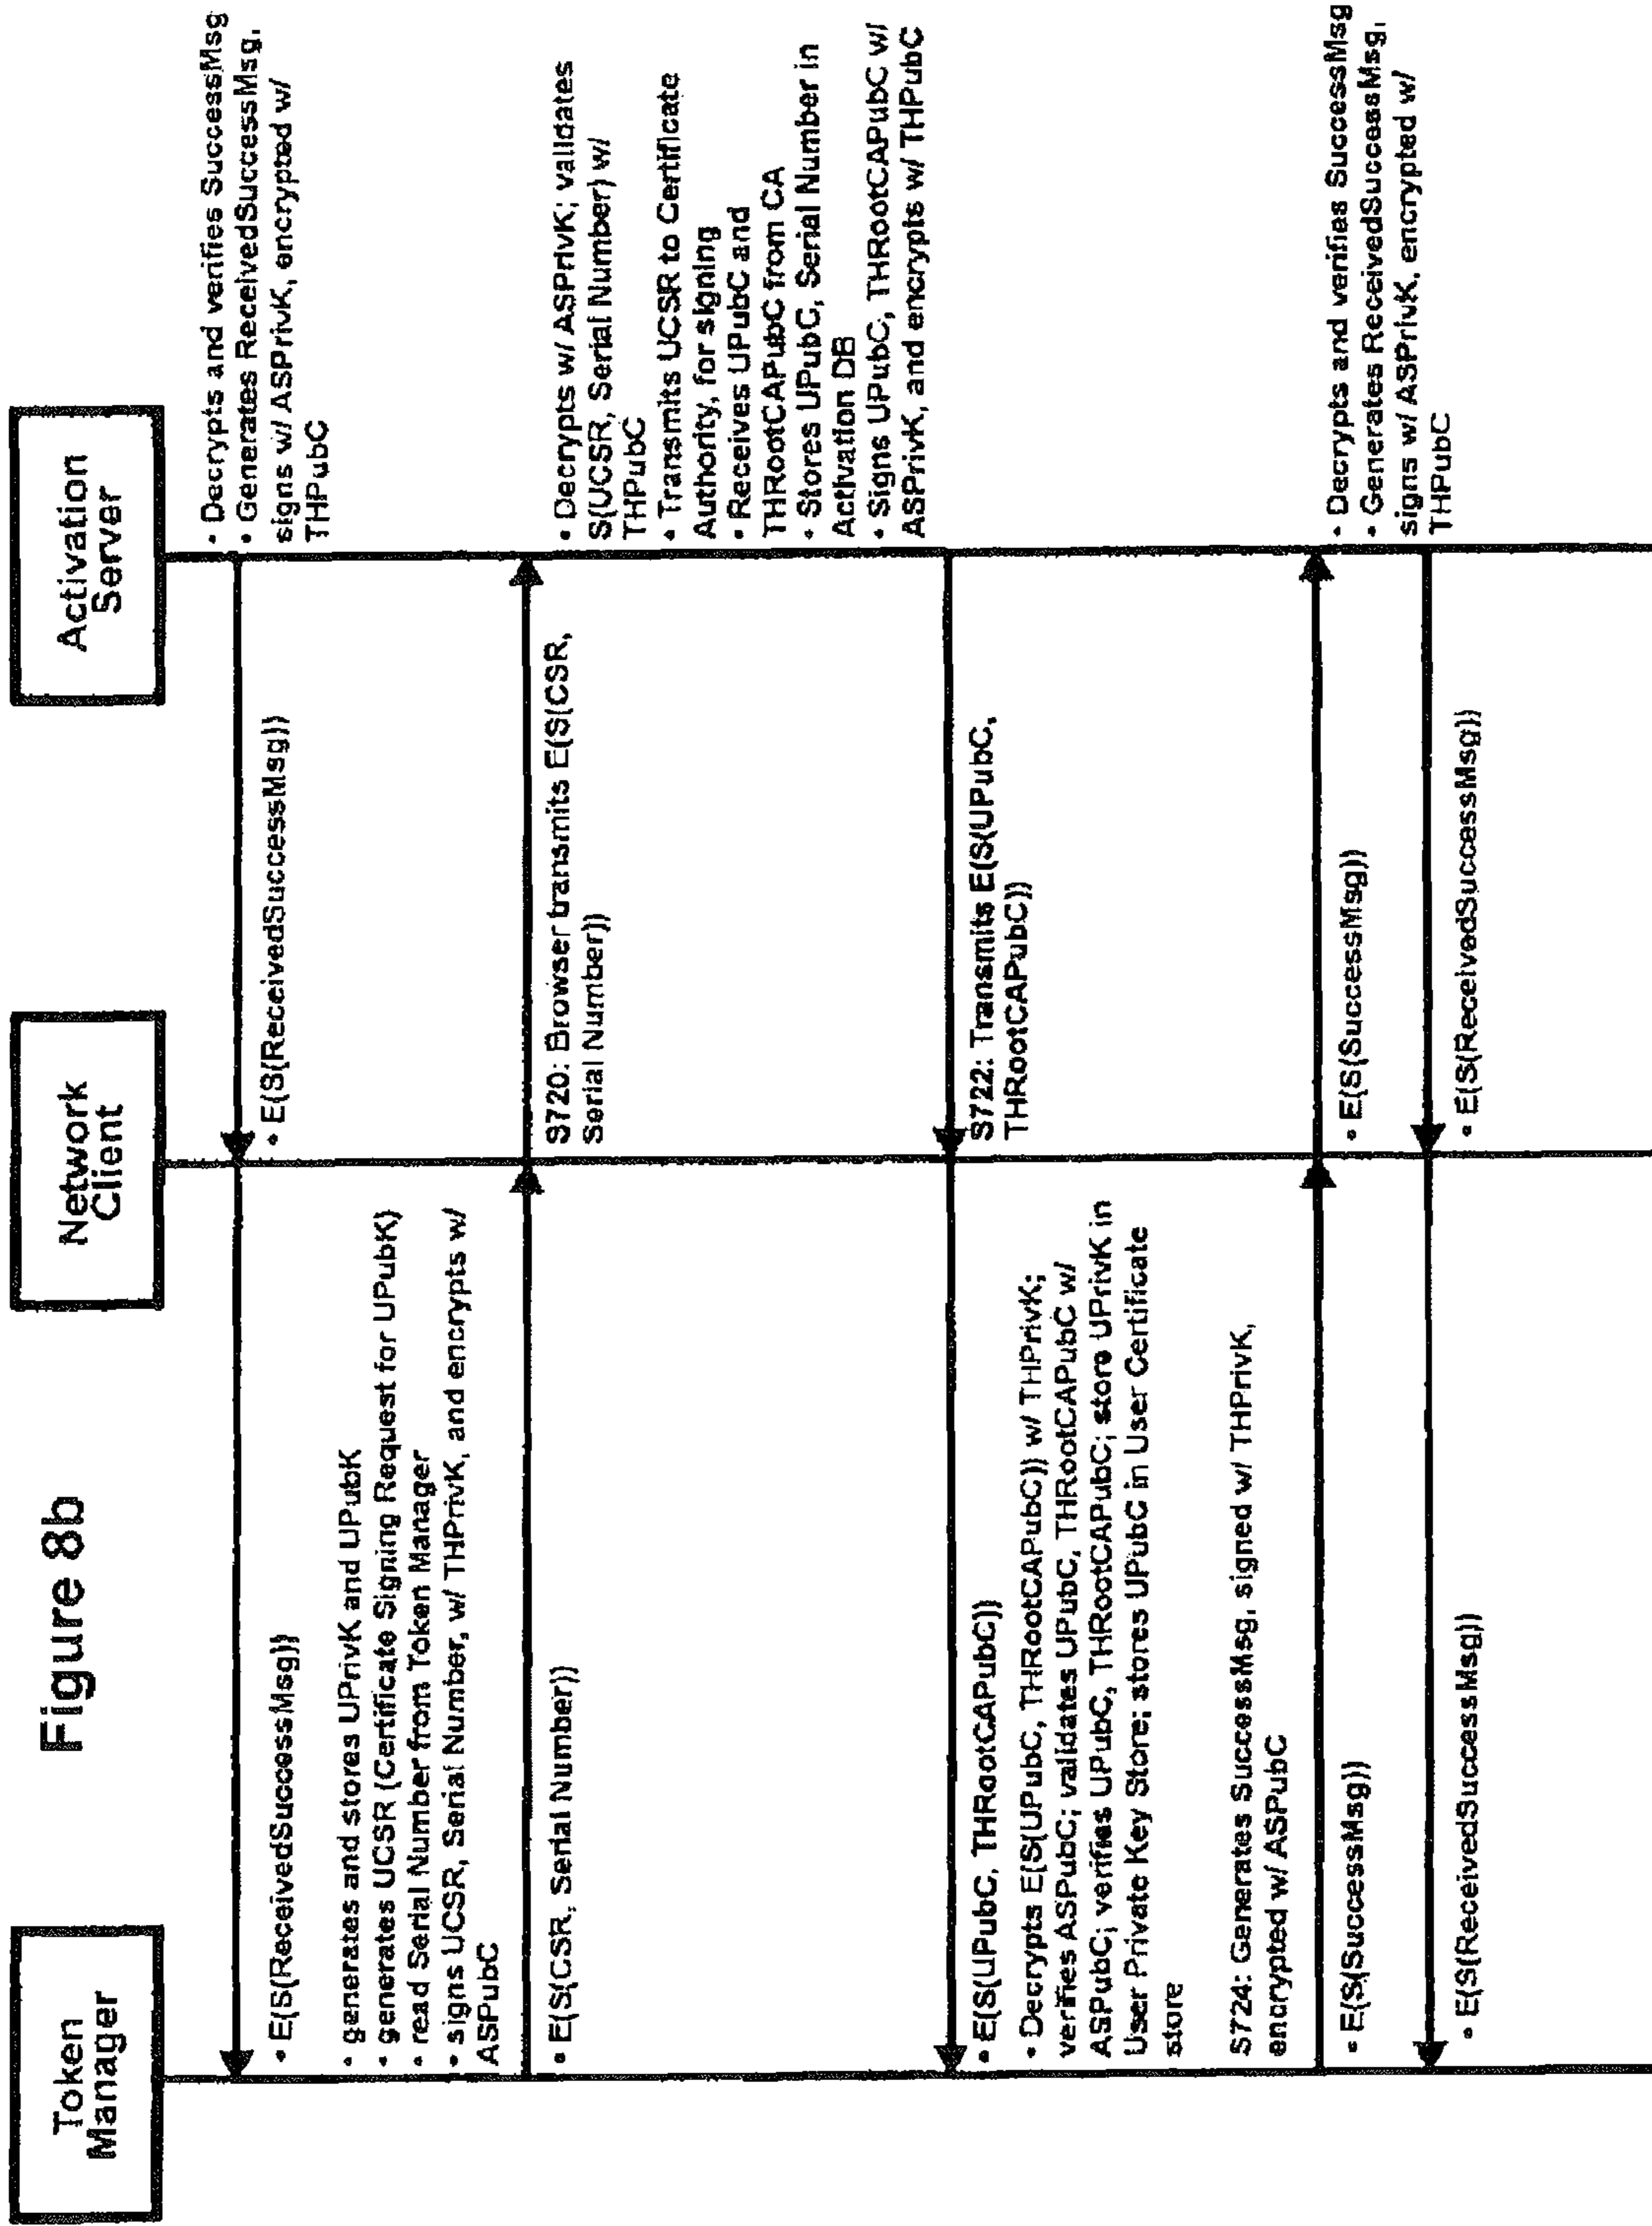 Figure 8b
Token
Manager
Network
Client
Activation
Server
• Decrypts and verifies SuccessMsg
• Generates ReceivedSuccessMsg,
signs w/ ASPrivK, encrypted w/
THPubC
• E(S(ReceivedSuccessMsg))
• E(S(ReceivedSuccessMsg))
• generates and stores UPrivK and UPubK
• generates UCSR (Certificate Signing Request for UPubK)
• read Serial Number from Token Manager
• signs UCSR, Serial Number, w/ THPrivK, and encrypts w/
ASPubC
• E(S(CSR, Serial Number))
S720: Browser transmits E(S(CSR,
Serial Number))
• Decrypts w/ ASPrivK; validates
S(UCSR, Serial Number) w/
THPubC
• Transmits UCSR to Certificate
Authority, for signing
• Receives UPubC and
THRootCAPubC from CA
• Stores UPubC, Serial Number in
Activation DB
• Signs UPubC, THRootCAPubC w/
ASPrivK, and encrypts w/ THPubC
S722: Transmits E(S(UPubC,
THRootCAPubC))
• E(S(UPubC, THRootCAPubC))
• Decrypts E(S(UPubC, THRootCAPubC)) w/ THPrivK;
verifies ASPubC; validates UPubC, THRootCAPubC w/
ASPubC; verifies UPubC, THRootCAPubC; store UPrivK in
User Private Key Store; stores UPubC in User Certificate
store
S724: Generates SuccessMsg, signed w/ THPrivK,
encrypted w/ ASPubC
• E(S(SuccessMsg))
• E(S(SuccessMsg))
• Decrypts and verifies SuccessMsg
• Generates ReceivedSuccessMsg,
signs w/ ASPrivK, encrypted w/
THPubC
• E(S(ReceivedSuccessMsg))
• E(S(ReceivedSuccessMsg))